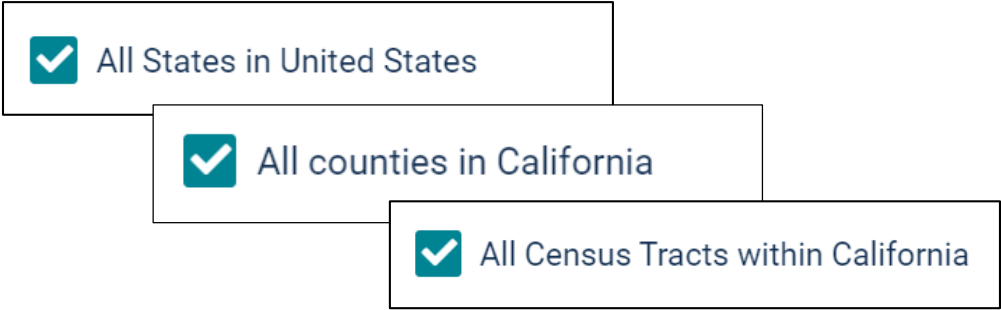 All States in United States
All counties in California
All Census Tracts within California